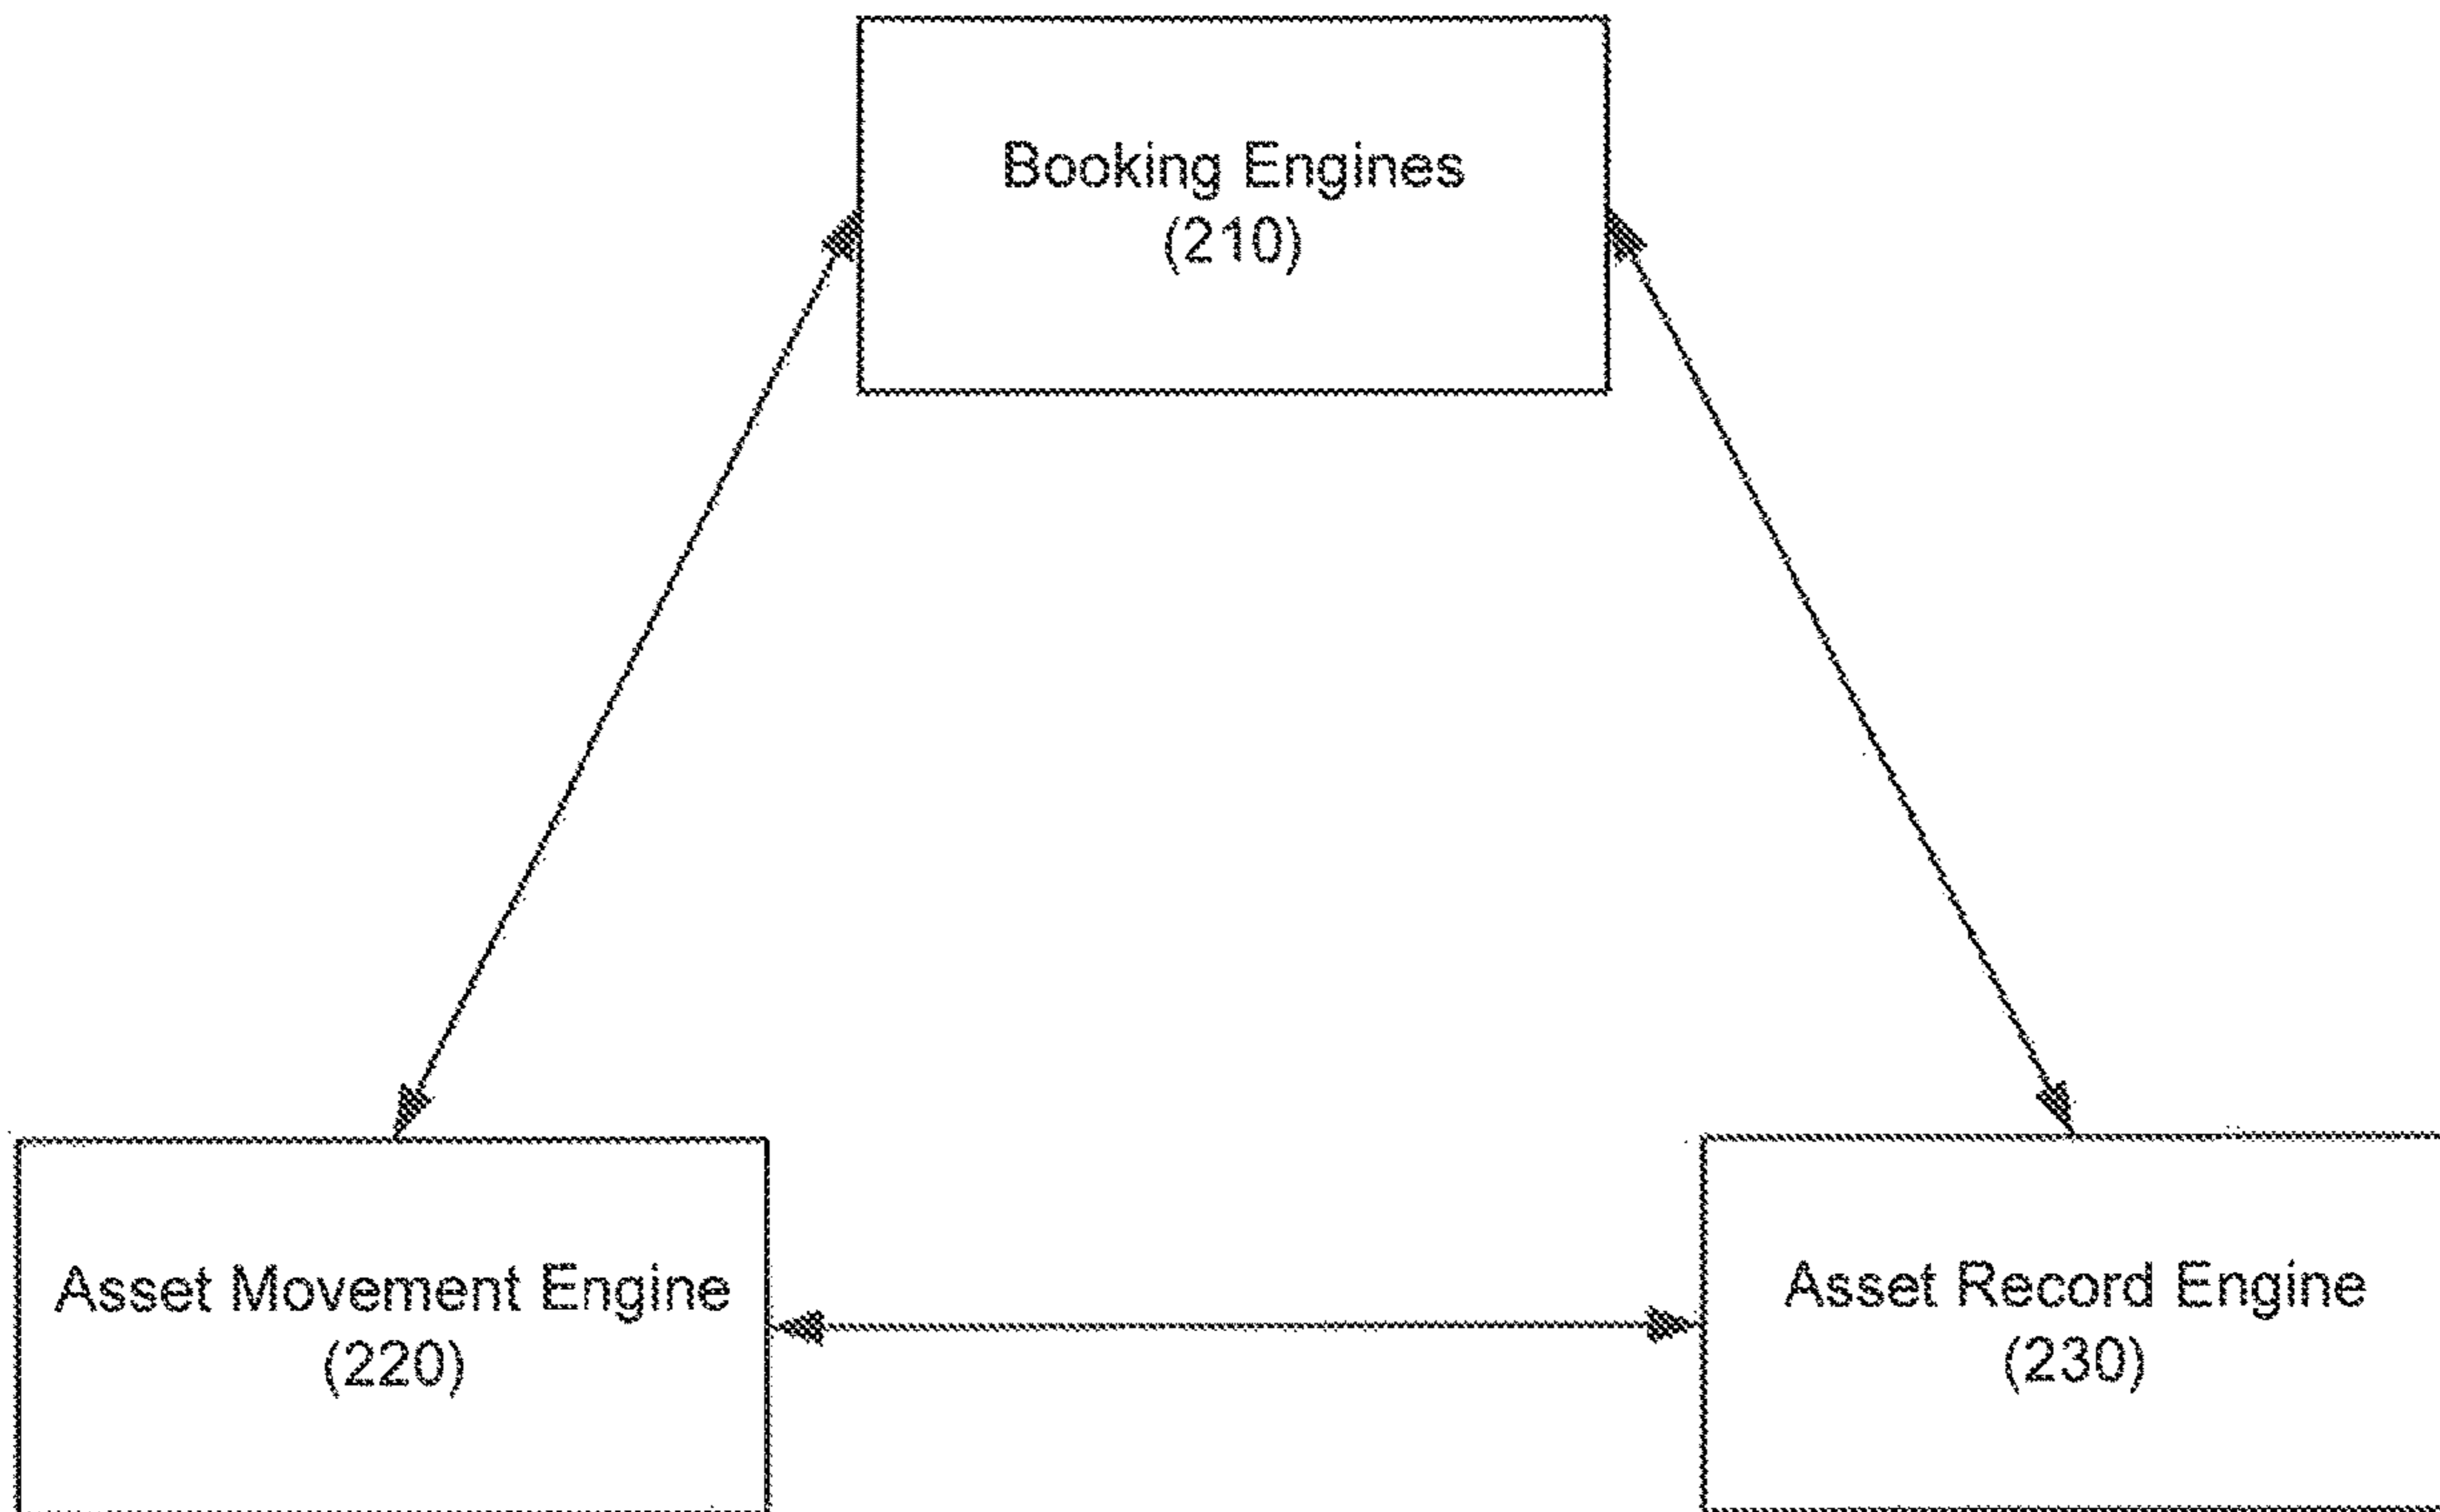 Booking Engines
(210)
Asset Movement Engine
(220)
Asset Record Engine
(230)